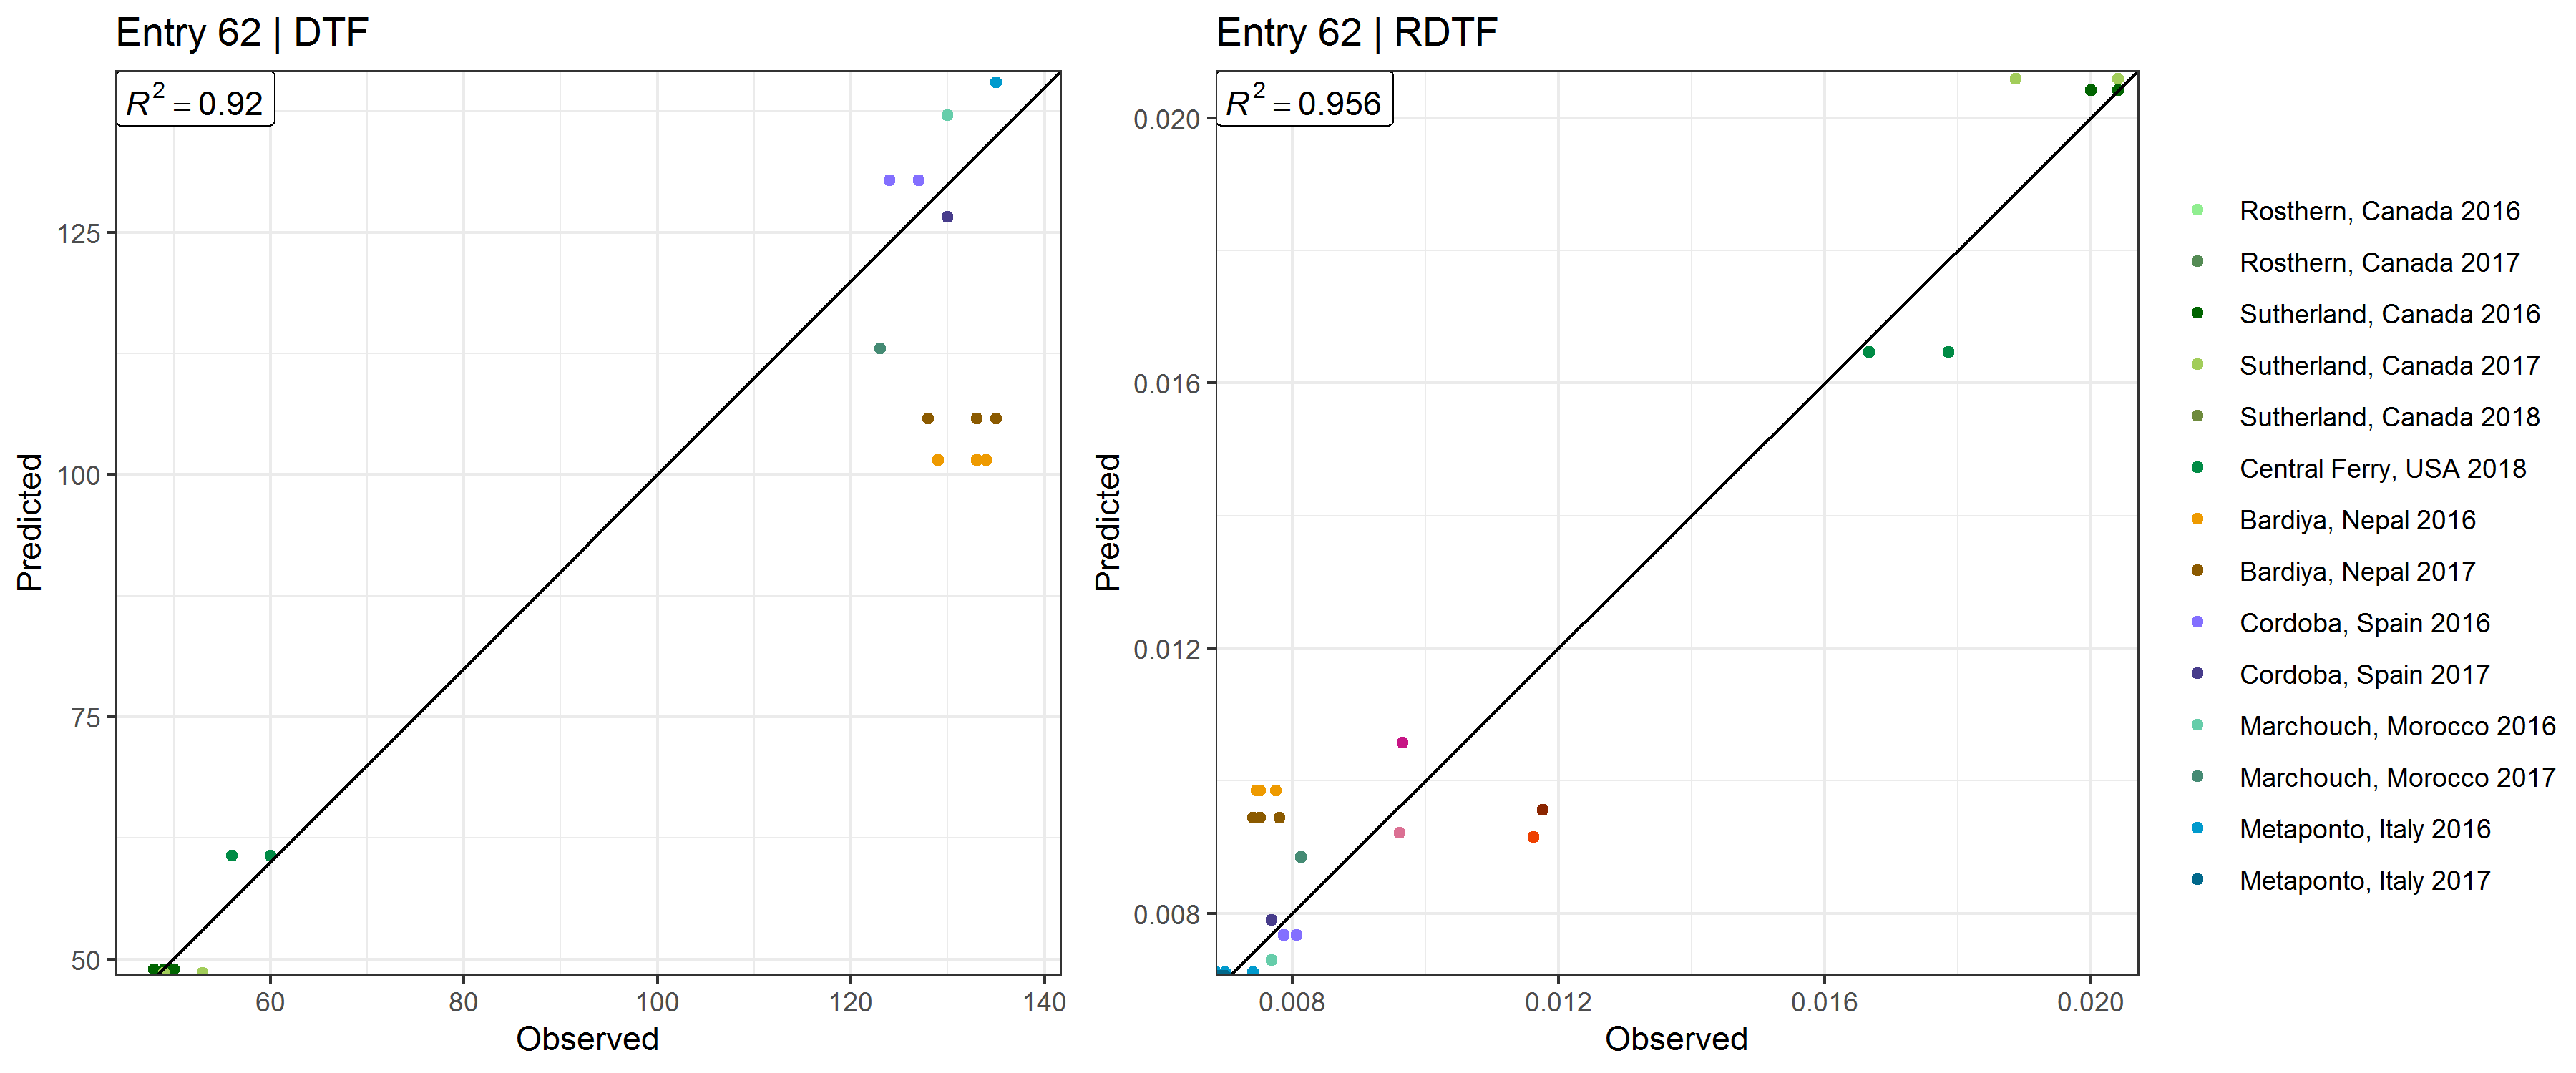 Entry 62 | DTF
R² = 0.92
125
100
75
50
60 80 100 120 140
Observed
Predicted
Entry 62 | RDTF
R² = 0.956
0.020
0.016
0.012
0.008
0.008 0.012 0.016 0.020
Observed
Predicted
Rosthern, Canada 2016
Rosthern, Canada 2017
Sutherland, Canada 2016
Sutherland, Canada 2017
Sutherland, Canada 2018
Central Ferry, USA 2018
Bardiya, Nepal 2016
Bardiya, Nepal 2017
Cordoba, Spain 2016
Cordoba, Spain 2017
Marchouch, Morocco 2016
Marchouch, Morocco 2017
Metaponto, Italy 2016
Metaponto, Italy 2017